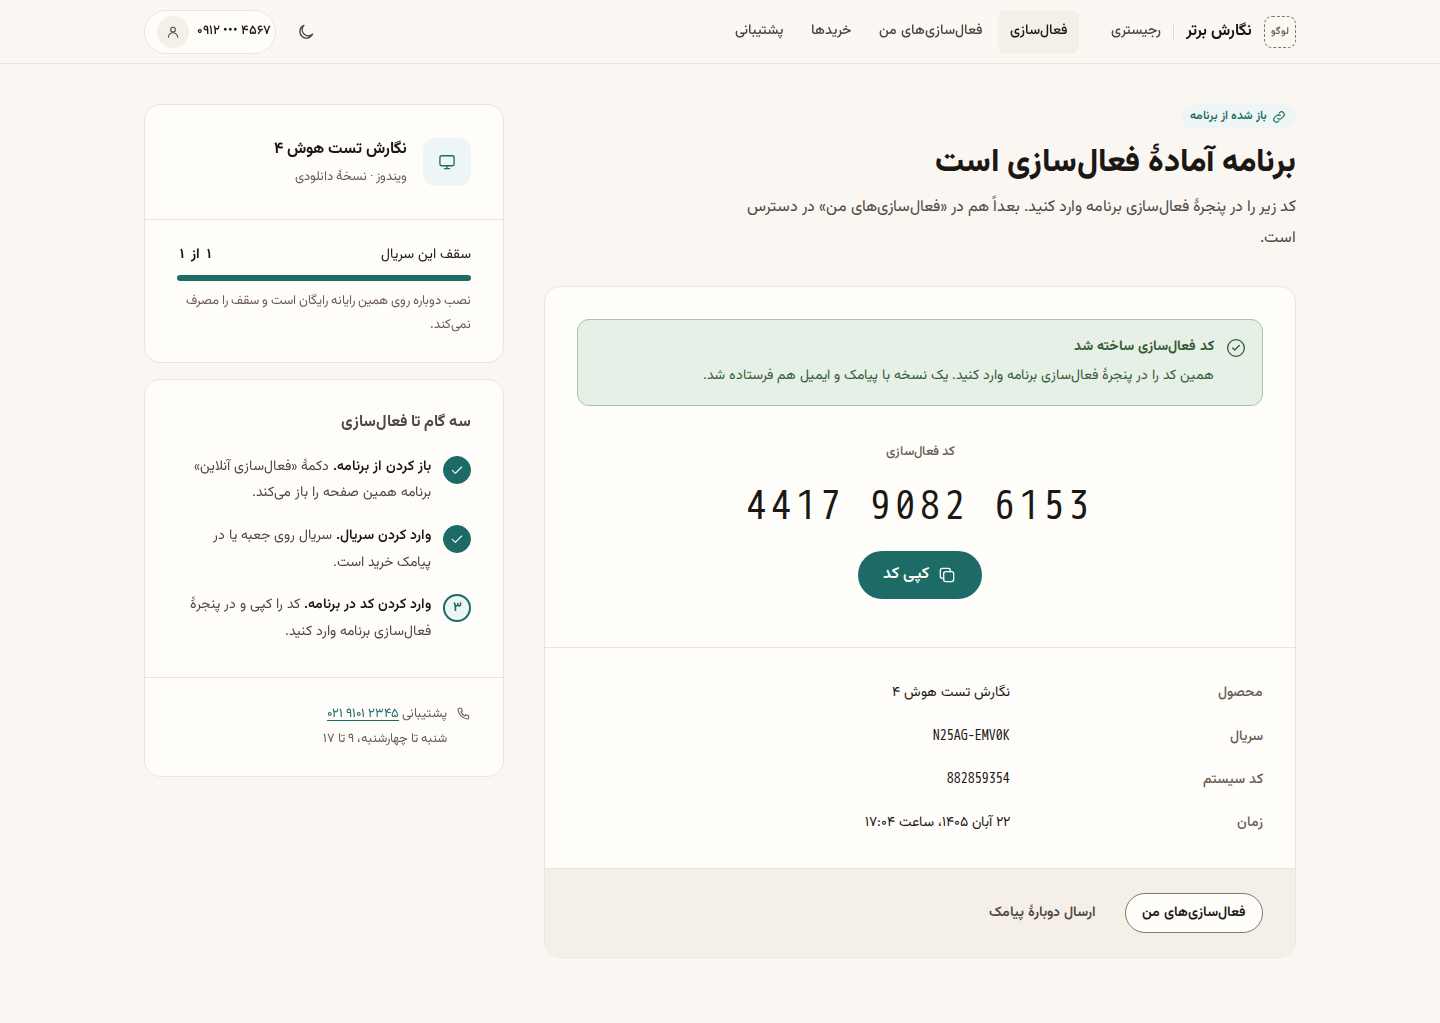 لوگو
نگارش برتر
رجیستری
فعال‌سازی
فعال‌سازی‌های من
خریدها
پشتیبانی
۰۹۱۲ ••• ۴۵۶۷
باز شده از برنامه
برنامه آمادهٔ فعال‌سازی است
کد زیر را در پنجرهٔ فعال‌سازی برنامه وارد کنید. بعداً هم در «فعال‌سازی‌های من» در دسترس
است.
کد فعال‌سازی ساخته شد
همین کد را در پنجرهٔ فعال‌سازی برنامه وارد کنید. یک نسخه با پیامک و ایمیل هم فرستاده شد.
کد فعال‌سازی
4417 9082 6153
کپی کد
محصول
نگارش تست هوش ۴
سریال
N25AG-EMV0K
کد سیستم
882859354
زمان
۲۲ آبان ۱۴۰۵، ساعت ۱۷:۰۴
فعال‌سازی‌های من
ارسال دوبارهٔ پیامک
نگارش تست هوش ۴
ویندوز · نسخهٔ دانلودی
سقف این سریال
۱ از ۱
نصب دوباره روی همین رایانه رایگان است و سقف را مصرف
نمی‌کند.
سه گام تا فعال‌سازی
باز کردن از برنامه. دکمهٔ «فعال‌سازی آنلاین»
برنامه همین صفحه را باز می‌کند.
وارد کردن سریال. سریال روی جعبه یا در
پیامک خرید است.
۳
وارد کردن کد در برنامه. کد را کپی و در پنجرهٔ
فعال‌سازی برنامه وارد کنید.
پشتیبانی ۰۲۱ ۹۱۰۱ ۲۳۴۵
شنبه تا چهارشنبه، ۹ تا ۱۷